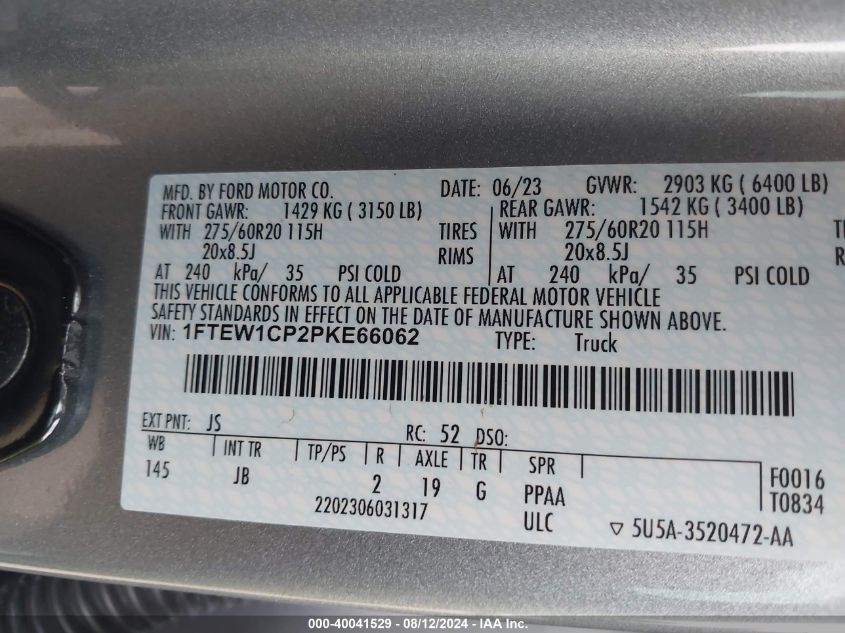 MFD. BY FORD MOTOR CO. DATE: 06/23 GVWR: 2903 KG ( 6400 LB)
FRONT GAWR: 1429 KG ( 3150 LB) REAR GAWR: 1542 KG ( 3400 LB)
WITH 275/60R20 115H TIRES WITH 275/60R20 115H
20x8.5J RIMS 20x8.5J
AT 240 kPa/ 35 PSI COLD AT 240 kPa/ 35 PSI COLD
THIS VEHICLE CONFORMS TO ALL APPLICABLE FEDERAL MOTOR VEHICLE
SAFETY STANDARDS IN EFFECT ON THE DATE OF MANUFACTURE SHOWN ABOVE.
VIN: 1FTEW1CP2PKE66062 TYPE: Truck
EXT PNT: JS RC: 52 DSO:
WB INT TR TP/PS R AXLE TR SPR F0016
145 JB 2 19 G PPAA T0834
2202306031317 ULC ▽ 5U5A-3520472-AA
000-40041529 - 08/12/2024 - IAA Inc.